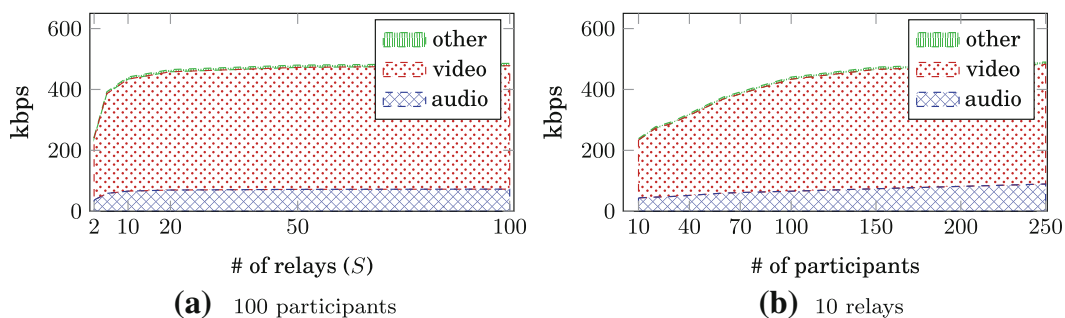 600
400
200
0
kbps
other
video
audio
2 10 20 50 100
# of relays (S)
(a) 100 participants
600
400
200
0
kbps
other
video
audio
10 40 70 100 150 200 250
# of participants
(b) 10 relays